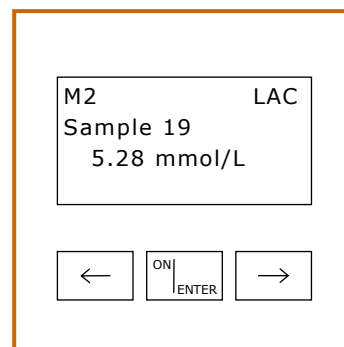 M2 LAC
Sample 19
5.28 mmol/L
← ON ENTER →